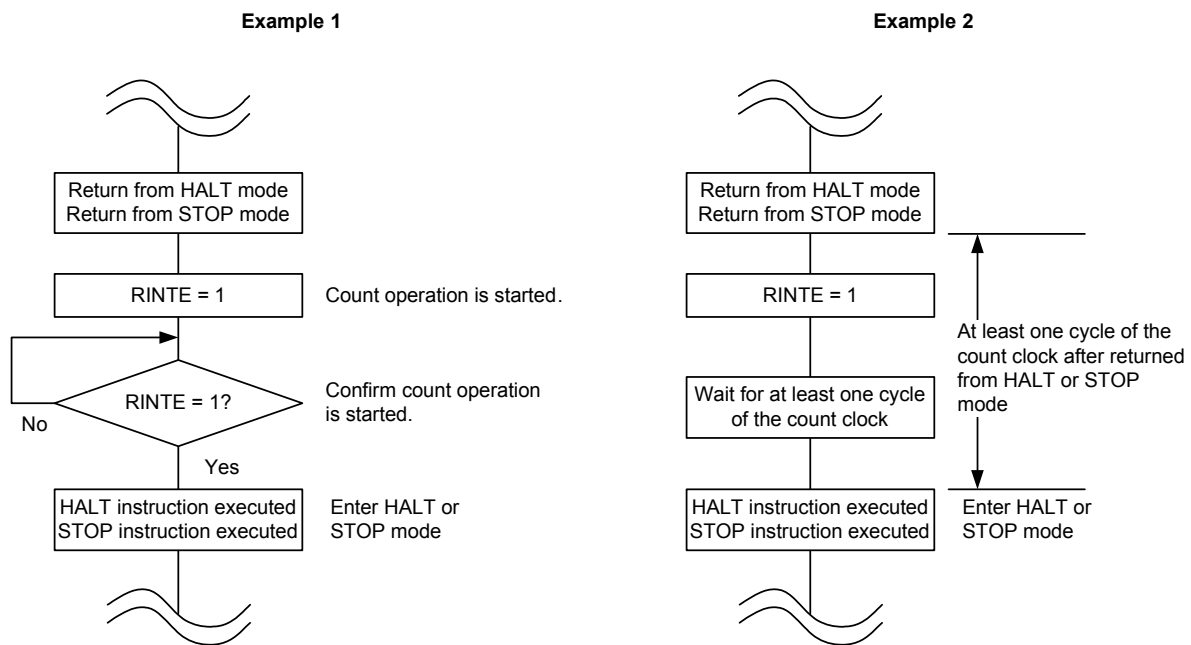 Example 1
Return from HALT mode
Return from STOP mode
RINTE = 1
Count operation is started.
RINTE = 1?
Confirm count operation
is started.
No
Yes
HALT instruction executed
STOP instruction executed
Enter HALT or
STOP mode
Example 2
Return from HALT mode
Return from STOP mode
RINTE = 1
At least one cycle of the
count clock after returned
from HALT or STOP
mode
Wait for at least one cycle
of the count clock
HALT instruction executed
STOP instruction executed
Enter HALT or
STOP mode